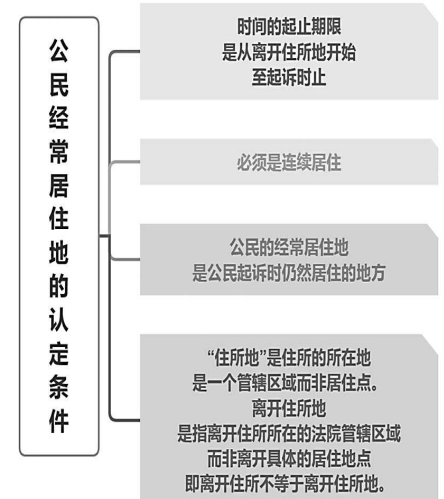 公民经常居住地的认定条件
时间的起止期限
是从离开住所地开始
至起诉时止
必须是连续居住
公民的经常居住地
是公民起诉时仍然居住的地方
“住所地”是住所的所在地
是一个管辖区域而非居住点。
离开住所地
是指离开住所所在的法院管辖区域
而非离开具体的居住地点
即离开住所不等于离开住所地。